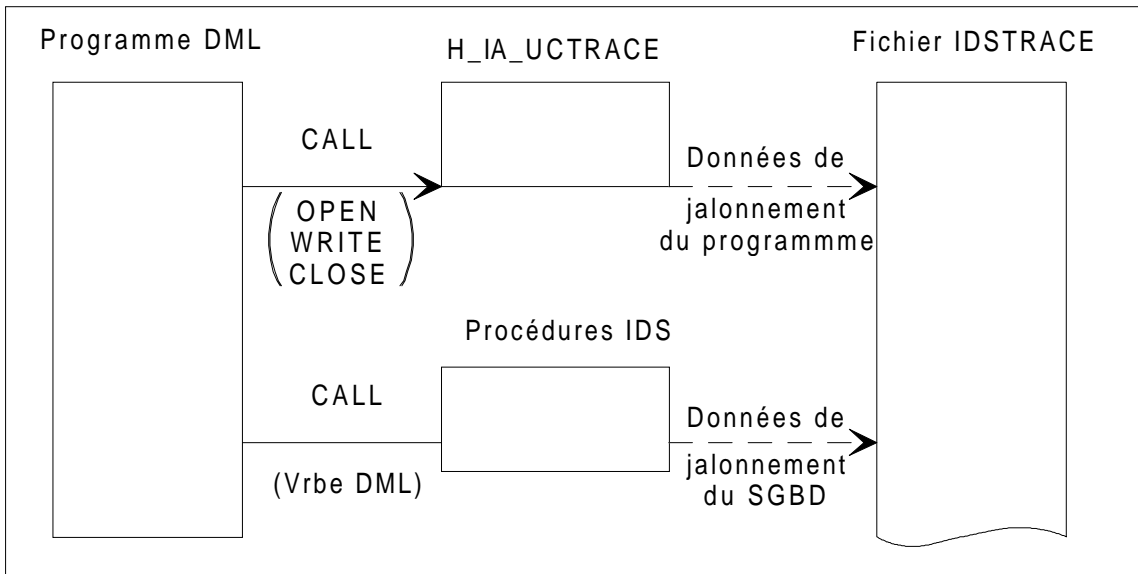 Programme DML
H_IA_UCTRACE
Fichier IDSTRACE
CALL
OPEN
WRITE
CLOSE
Données de
jalonnement
du programmme
Procédures IDS
CALL
(Vrbe DML)
Données de
jalonnement
du SGBD